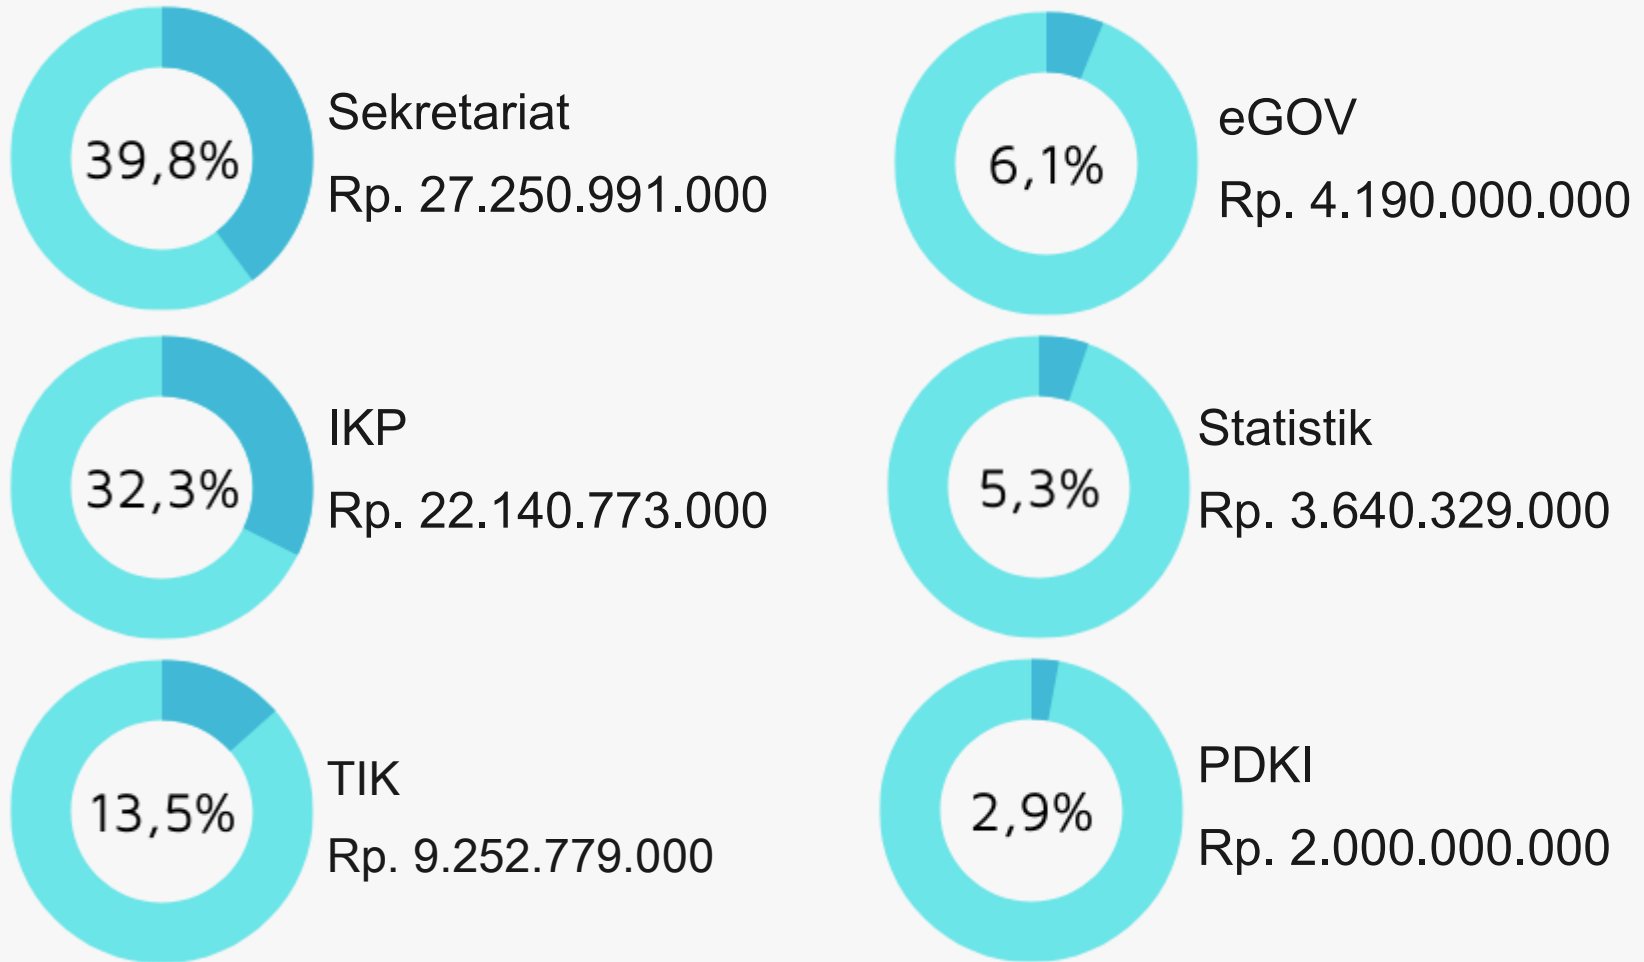 39,8%
Sekretariat
Rp. 27.250.991.000
6,1%
eGOV
Rp. 4.190.000.000
32,3%
IKP
Rp. 22.140.773.000
5,3%
Statistik
Rp. 3.640.329.000
13,5%
TIK
Rp. 9.252.779.000
2,9%
PDKI
Rp. 2.000.000.000